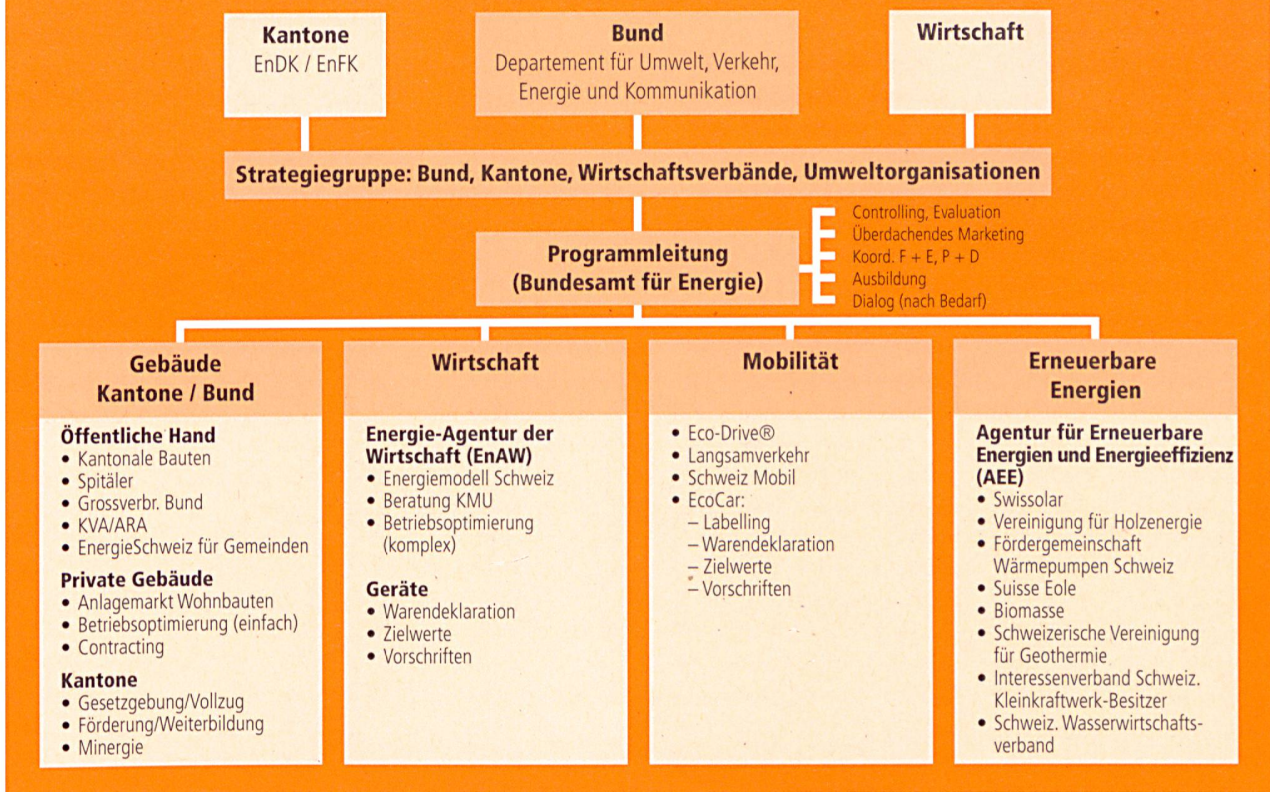 Kantone
EnDK / EnFK
Bund
Departement für Umwelt, Verkehr,
Energie und Kommunikation
Wirtschaft
Strategiegruppe: Bund, Kantone, Wirtschaftsverbände, Umweltorganisationen
Programmleitung
(Bundesamt für Energie)
Controlling, Evaluation
Überdachendes Marketing
Koord. F + E, P + D
Ausbildung
Dialog (nach Bedarf)
Gebäude
Kantone / Bund
Öffentliche Hand
• Kantonale Bauten
• Spitäler
• Grossverbr. Bund
• KVA/ARA
• EnergieSchweiz für Gemeinden
Private Gebäude
• Anlagemarkt Wohnbauten
• Betriebsoptimierung (einfach)
• Contracting
Kantone
• Gesetzgebung/Vollzug
• Förderung/Weiterbildung
• Minergie
Wirtschaft
Energie-Agentur der
Wirtschaft (EnAW)
• Energiemodell Schweiz
• Beratung KMU
• Betriebsoptimierung
(komplex)
Geräte
• Warendeklaration
• Zielwerte
• Vorschriften
Mobilität
• Eco-Drive®
• Langsamverkehr
• Schweiz Mobil
• EcoCar:
– Labelling
– Warendeklaration
– Zielwerte
– Vorschriften
Erneuerbare
Energien
Agentur für Erneuerbare
Energien und Energieeffizienz
(AEE)
• Swissolar
• Vereinigung für Holzenergie
• Fördergemeinschaft
Wärmepumpen Schweiz
• Suisse Eole
• Biomasse
• Schweizerische Vereinigung
für Geothermie
• Interessenverband Schweiz.
Kleinkraftwerk-Besitzer
• Schweiz. Wasserwirtschafts-
verband